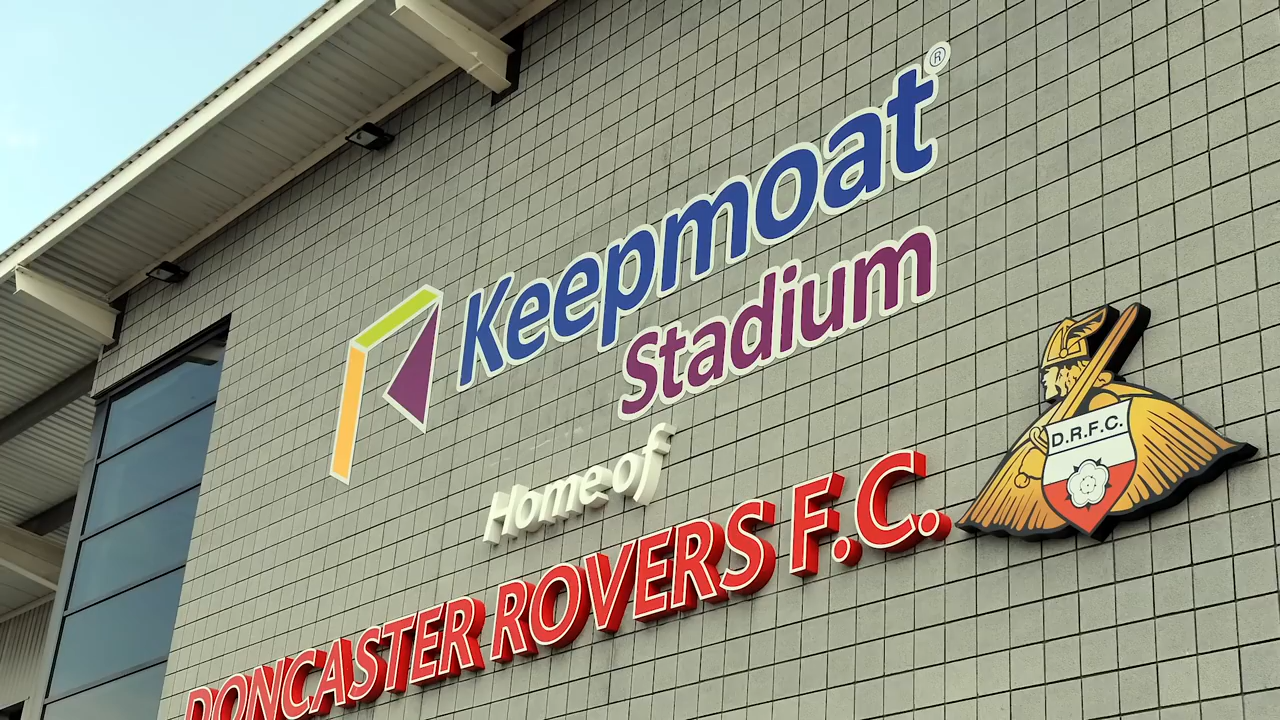 Keepmoat®
Stadium
Home of
DONCASTER ROVERS F.C.
D.R.F.C.